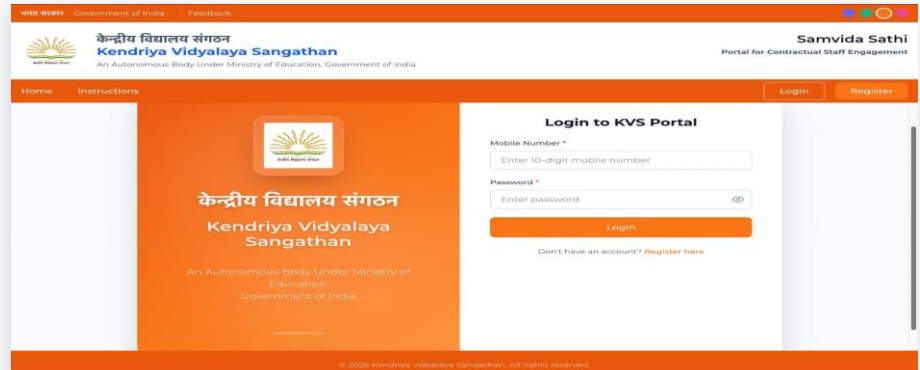 भारत सरकार Government of India Feedback
केन्द्रीय विद्यालय संगठन
Kendriya Vidyalaya Sangathan
An Autonomous Body Under Ministry of Education, Government of India
Samvida Sathi
Portal for Contractual Staff Engagement
Home Instructions Login Register
केन्द्रीय विद्यालय संगठन
Kendriya Vidyalaya
Sangathan
An Autonomous Body Under Ministry of
Education,
Government of India
Login to KVS Portal
Mobile Number *
Enter 10-digit mobile number
Password *
Enter password
Login
Don't have an account? Register here
© 2026 Kendriya Vidyalaya Sangathan. All rights reserved.